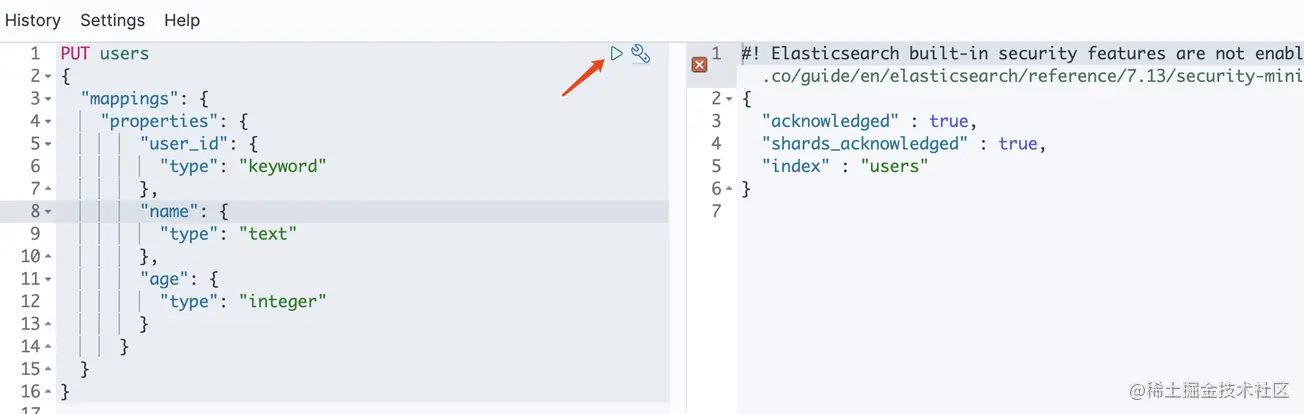 History Settings Help
1 PUT users
2 {
3 "mappings": {
4 "properties": {
5 "user_id": {
6 "type": "keyword"
7 },
8 "name": {
9 "type": "text"
10 },
11 "age": {
12 "type": "integer"
13 }
14 }
15 }
16 }
17
1 #! Elasticsearch built-in security features are not enabl
.co/guide/en/elasticsearch/reference/7.13/security-mini
2 {
3 "acknowledged" : true,
4 "shards_acknowledged" : true,
5 "index" : "users"
6 }
7
@稀土掘金技术社区